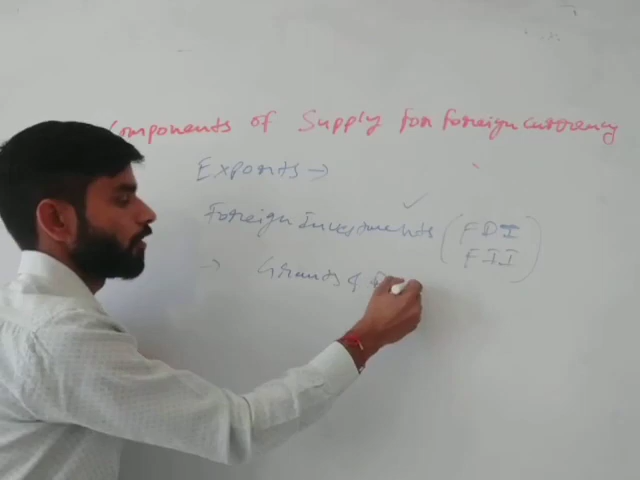 Components of Supply for Foreign currency
Exports →
Foreign Investments ( FDI
FII )
→ Grants &